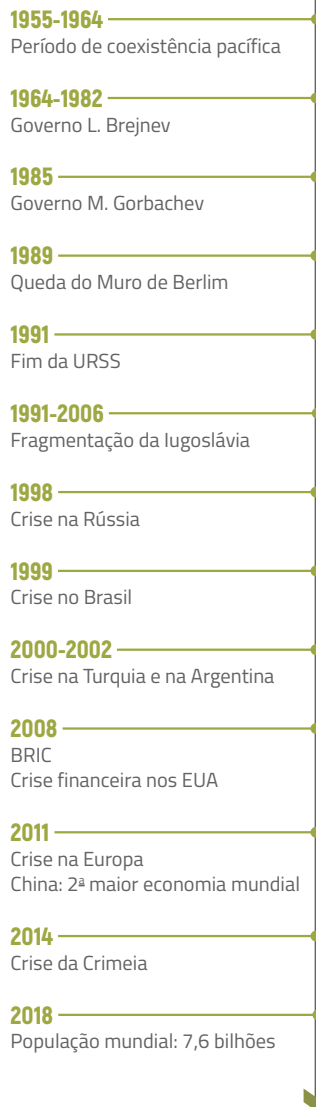 1955-1964
Período de coexistência pacífica
1964-1982
Governo L. Brejnev
1985
Governo M. Gorbachev
1989
Queda do Muro de Berlim
1991
Fim da URSS
1991-2006
Fragmentação da Iugoslávia
1998
Crise na Rússia
1999
Crise no Brasil
2000-2002
Crise na Turquia e na Argentina
2008
BRIC
Crise financeira nos EUA
2011
Crise na Europa
China: 2ª maior economia mundial
2014
Crise da Crimeia
2018
População mundial: 7,6 bilhões